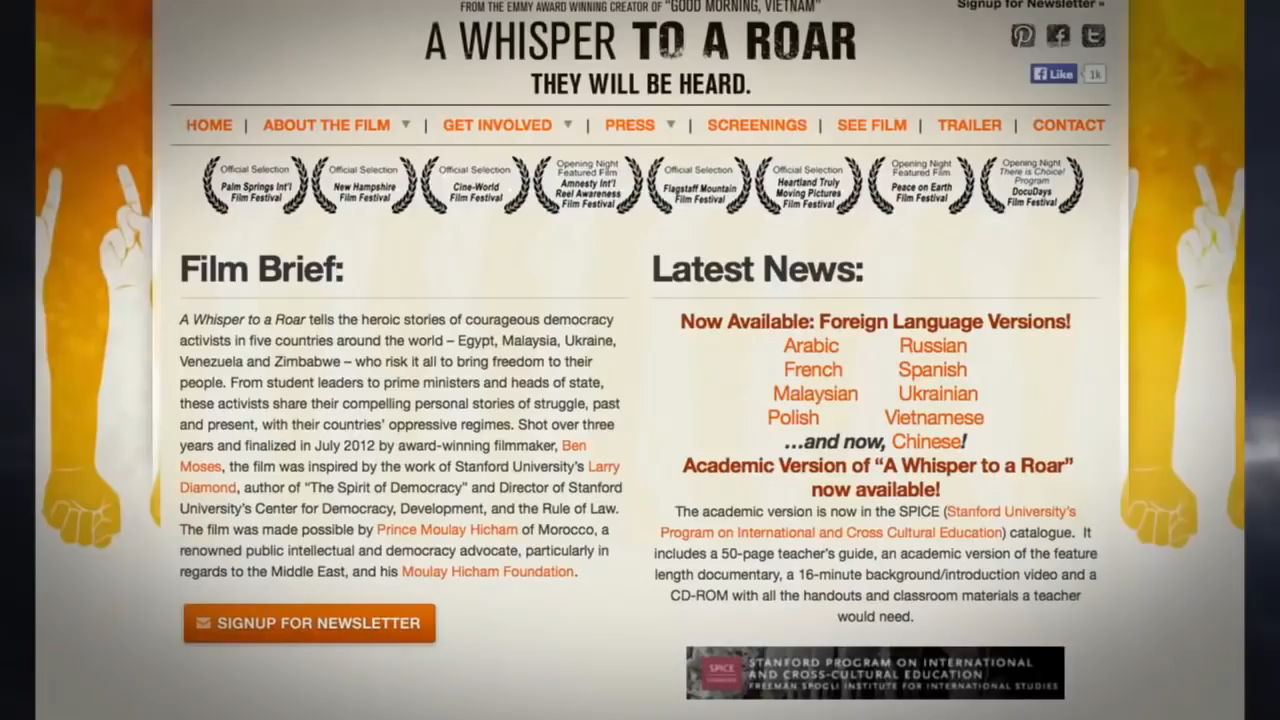 FROM THE EMMY AWARD WINNING CREATOR OF "GOOD MORNING, VIETNAM"
Signup for Newsletter »
A WHISPER TO A ROAR
THEY WILL BE HEARD.
Like 1k
HOME | ABOUT THE FILM | GET INVOLVED | PRESS | SCREENINGS | SEE FILM | TRAILER | CONTACT
Official Selection
Palm Springs Int'l
Film Festival
Official Selection
New Hampshire
Film Festival
Official Selection
Cine-World
Film Festival
Opening Night
Featured Film
Amnesty Int'l
Reel Awareness
Film Festival
Official Selection
Flagstaff Mountain
Film Festival
Official Selection
Heartland Truly
Moving Pictures
Film Festival
Opening Night
Featured Film
Peace on Earth
Film Festival
Opening Night
There is Choice!
Program
DocuDays
Film Festival
Film Brief:
A Whisper to a Roar tells the heroic stories of courageous democracy
activists in five countries around the world – Egypt, Malaysia, Ukraine,
Venezuela and Zimbabwe – who risk it all to bring freedom to their
people. From student leaders to prime ministers and heads of state,
these activists share their compelling personal stories of struggle, past
and present, with their countries' oppressive regimes. Shot over three
years and finalized in July 2012 by award-winning filmmaker, Ben
Moses, the film was inspired by the work of Stanford University's Larry
Diamond, author of "The Spirit of Democracy" and Director of Stanford
University's Center for Democracy, Development, and the Rule of Law.
The film was made possible by Prince Moulay Hicham of Morocco, a
renowned public intellectual and democracy advocate, particularly in
regards to the Middle East, and his Moulay Hicham Foundation.
SIGNUP FOR NEWSLETTER
Latest News:
Now Available: Foreign Language Versions!
Arabic Russian
French Spanish
Malaysian Ukrainian
Polish Vietnamese
...and now, Chinese!
Academic Version of "A Whisper to a Roar"
now available!
The academic version is now in the SPICE (Stanford University's
Program on International and Cross Cultural Education) catalogue. It
includes a 50-page teacher's guide, an academic version of the feature
length documentary, a 16-minute background/introduction video and a
CD-ROM with all the handouts and classroom materials a teacher
would need.
SPICE
STANFORD PROGRAM ON INTERNATIONAL
AND CROSS-CULTURAL EDUCATION
FREEMAN SPOGLI INSTITUTE FOR INTERNATIONAL STUDIES